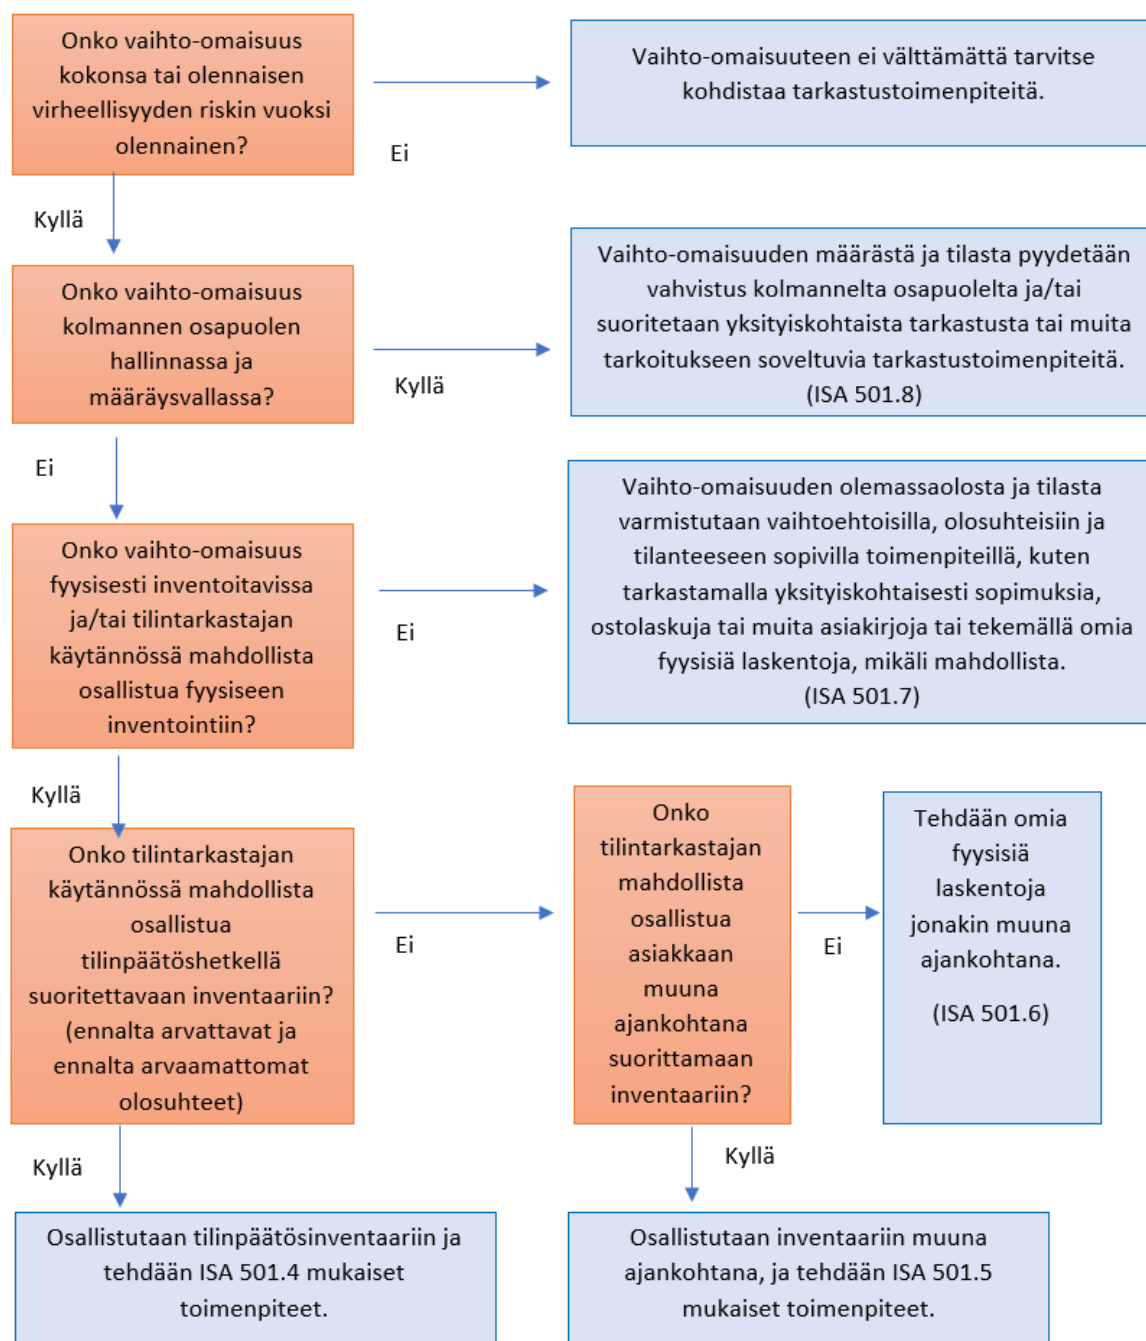 Onko vaihto-omaisuus
kokonsa tai olennaisen
virheellisyyden riskin vuoksi
olennainen?
Ei
Vaihto-omaisuuteen ei välttämättä tarvitse
kohdistaa tarkastustoimenpiteitä.
Kyllä
Onko vaihto-omaisuus
kolmannen osapuolen
hallinnassa ja
määräysvallassa?
Kyllä
Vaihto-omaisuuden määrästä ja tilasta pyydetään
vahvistus kolmannelta osapuolelta ja/tai
suoritetaan yksityiskohtaista tarkastusta tai muita
tarkoitukseen soveltuvia tarkastustoimenpiteitä.
(ISA 501.8)
Ei
Onko vaihto-omaisuus
fyysisesti inventoitavissa
ja/tai tilintarkastajan
käytännössä mahdollista
osallistua fyysiseen
inventointiin?
Ei
Vaihto-omaisuuden olemassaolosta ja tilasta
varmistutaan vaihtoehtoisilla, olosuhteisiin ja
tilanteeseen sopivilla toimenpiteillä, kuten
tarkastamalla yksityiskohtaisesti sopimuksia,
ostolaskuja tai muita asiakirjoja tai tekemällä omia
fyysisiä laskentoja, mikäli mahdollista.
(ISA 501.7)
Kyllä
Onko tilintarkastajan
käytännössä mahdollista
osallistua
tilinpäätöshetkellä
suoritettavaan inventaariin?
(ennalta arvattavat ja
ennalta arvaamattomat
olosuhteet)
Ei
Onko
tilintarkastajan
mahdollista
osallistua
asiakkaan
muuna
ajankohtana
suorittamaan
inventaariin?
Ei
Tehdään omia
fyysisiä
laskentoja
jonakin muuna
ajankohtana.
(ISA 501.6)
Kyllä
Osallistutaan tilinpäätösinventaariin ja
tehdään ISA 501.4 mukaiset
toimenpiteet.
Kyllä
Osallistutaan inventaariin muuna
ajankohtana, ja tehdään ISA 501.5
mukaiset toimenpiteet.